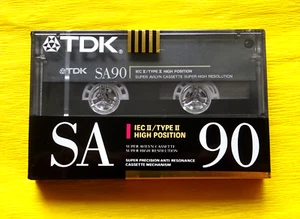 TDK
TDK SA90 IEC II/TYPE II HIGH POSITION
SUPER AVILYN CASSETTE SUPER HIGH RESOLUTION
SA
IEC II/TYPE II
HIGH POSITION
SUPER AVILYN CASSETTE
SUPER HIGH RESOLUTION
SUPER PRECISION ANTI-RESONANCE
CASSETTE MECHANISM
90